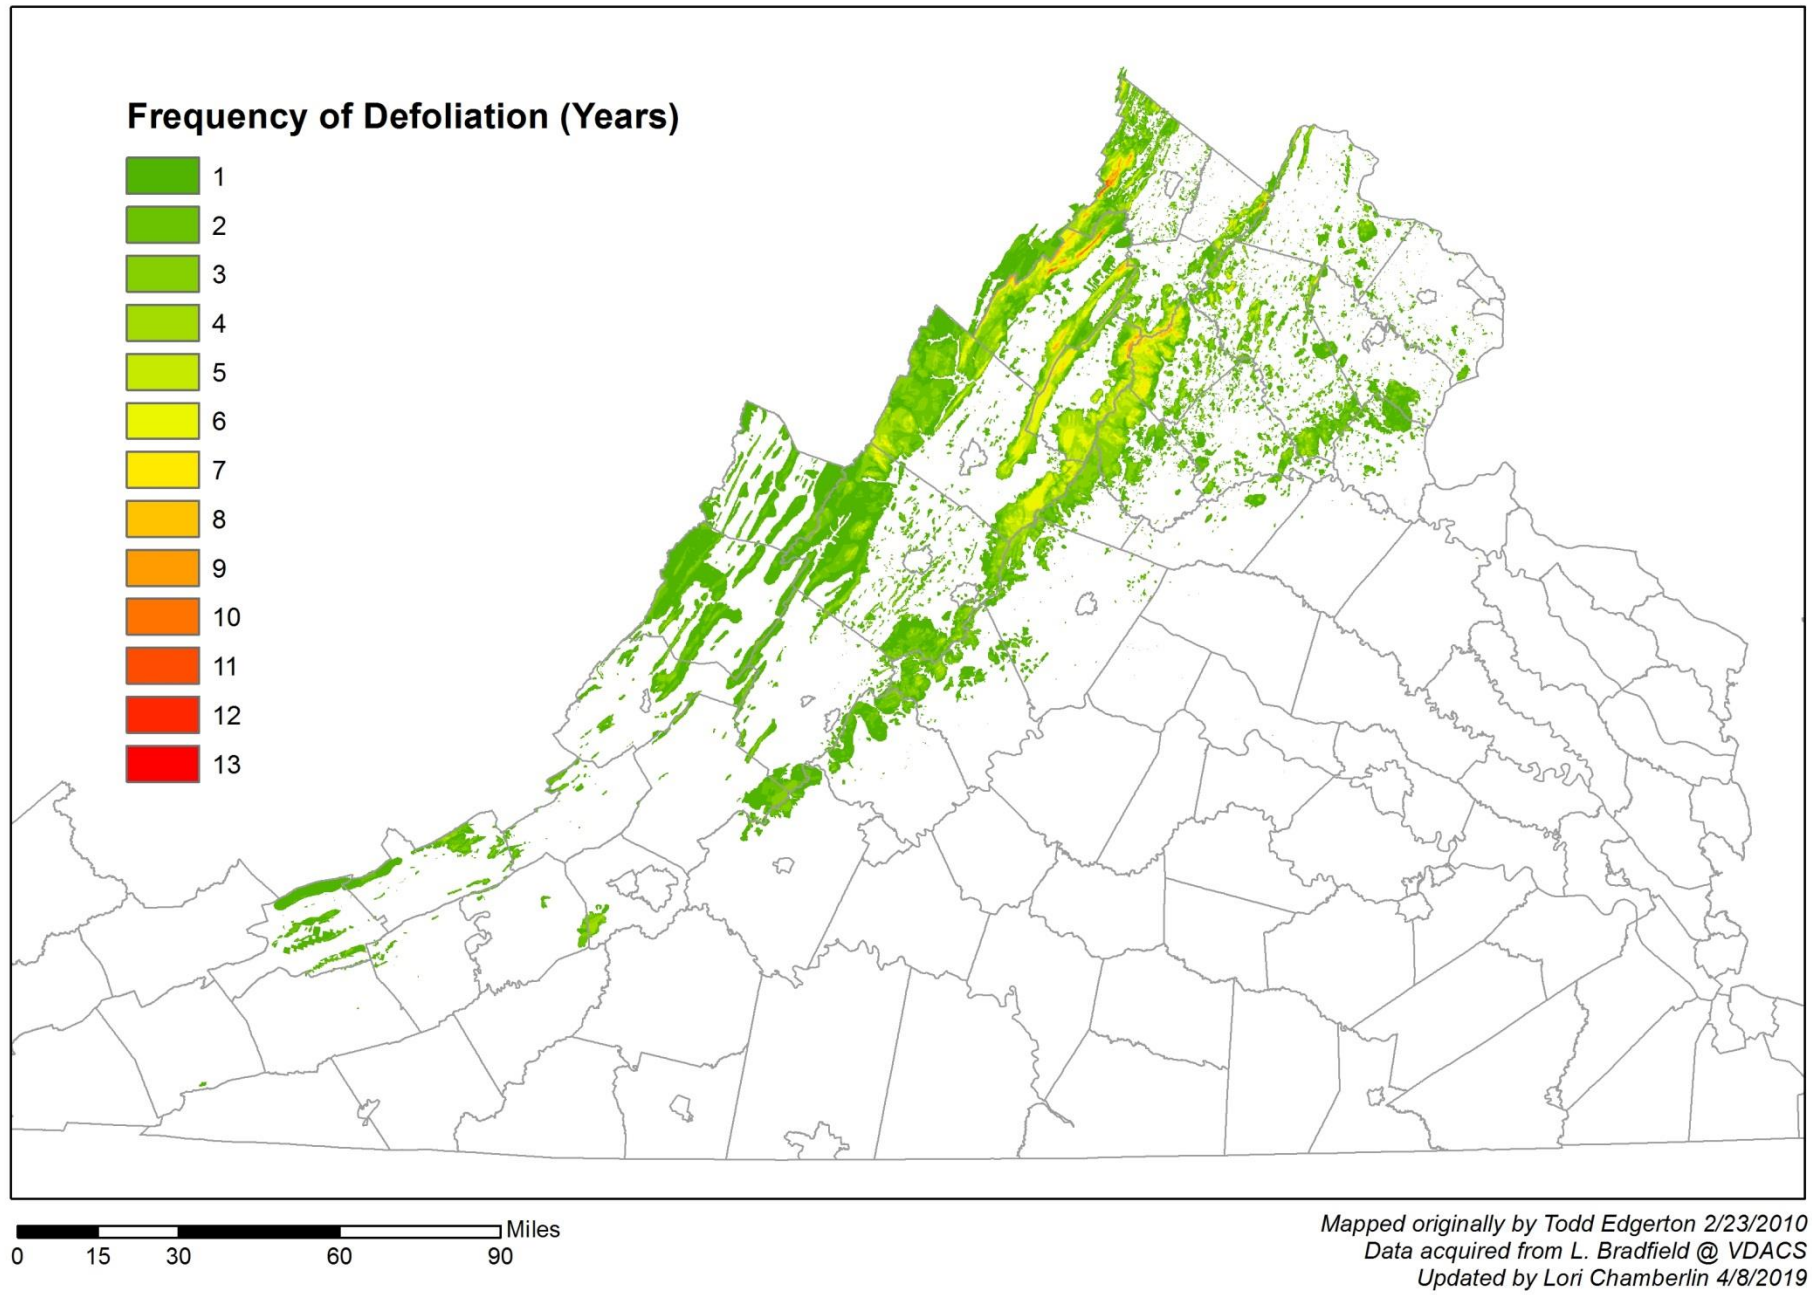 Frequency of Defoliation (Years)
1
2
3
4
5
6
7
8
9
10
11
12
13
Miles
0 15 30 60 90
Mapped originally by Todd Edgerton 2/23/2010
Data acquired from L. Bradfield @ VDACS
Updated by Lori Chamberlin 4/8/2019